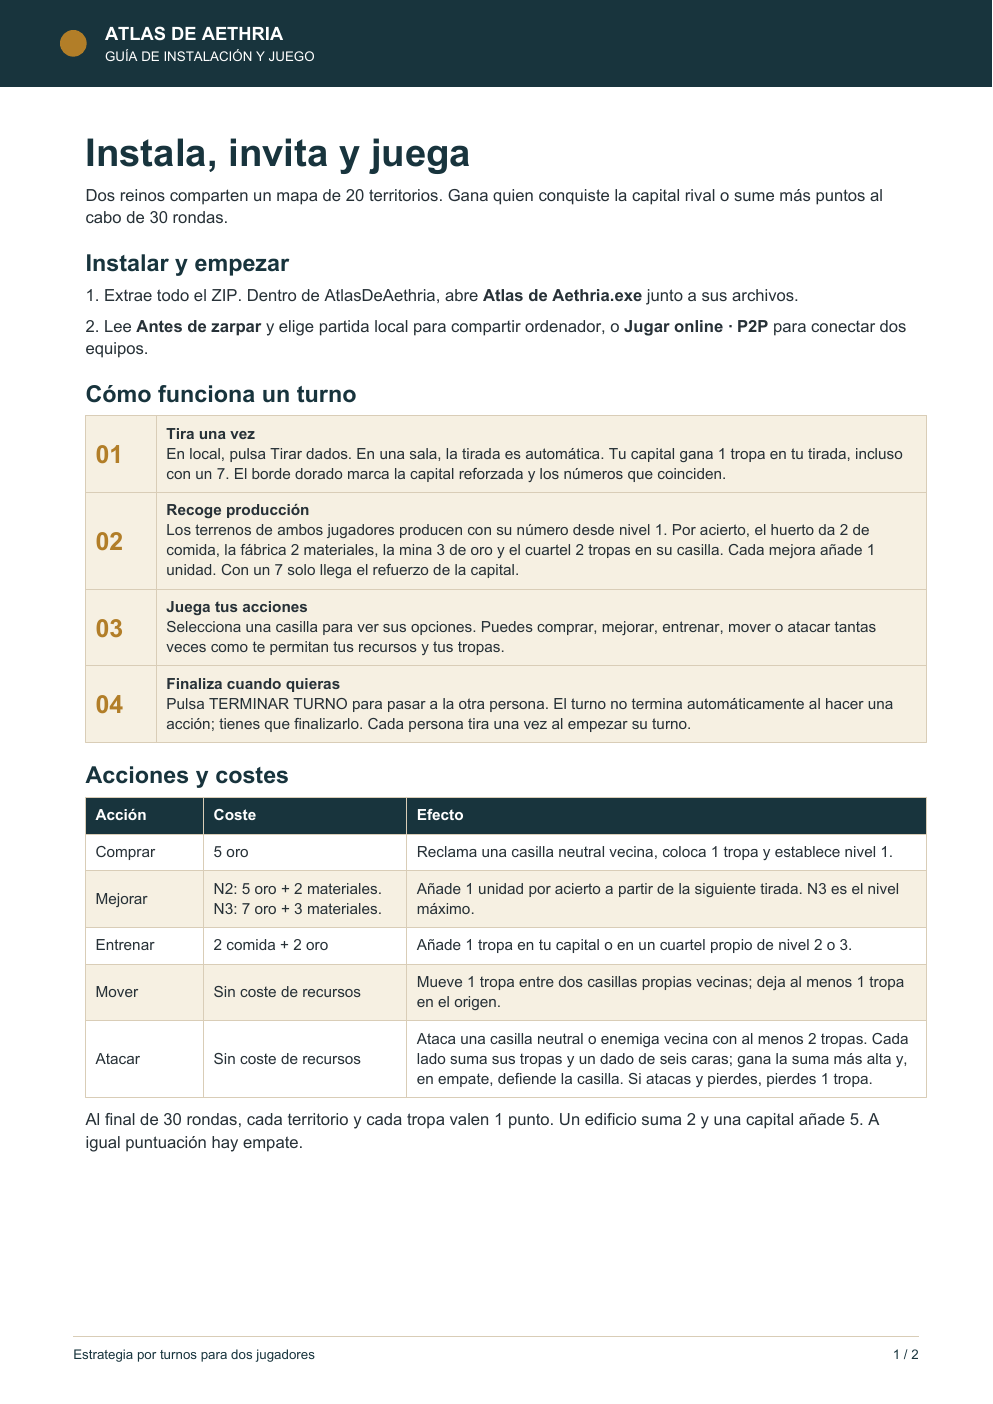 ATLAS DE AETHRIA
GUÍA DE INSTALACIÓN Y JUEGO
Instala, invita y juega
Dos reinos comparten un mapa de 20 territorios. Gana quien conquiste la capital rival o sume más puntos al
cabo de 30 rondas.
Instalar y empezar
1. Extrae todo el ZIP. Dentro de AtlasDeAethria, abre Atlas de Aethria.exe junto a sus archivos.
2. Lee Antes de zarpar y elige partida local para compartir ordenador, o Jugar online · P2P para conectar dos
equipos.
Cómo funciona un turno
01
Tira una vez
En local, pulsa Tirar dados. En una sala, la tirada es automática. Tu capital gana 1 tropa en tu tirada, incluso
con un 7. El borde dorado marca la capital reforzada y los números que coinciden.
02
Recoge producción
Los terrenos de ambos jugadores producen con su número desde nivel 1. Por acierto, el huerto da 2 de
comida, la fábrica 2 materiales, la mina 3 de oro y el cuartel 2 tropas en su casilla. Cada mejora añade 1
unidad. Con un 7 solo llega el refuerzo de la capital.
03
Juega tus acciones
Selecciona una casilla para ver sus opciones. Puedes comprar, mejorar, entrenar, mover o atacar tantas
veces como te permitan tus recursos y tus tropas.
04
Finaliza cuando quieras
Pulsa TERMINAR TURNO para pasar a la otra persona. El turno no termina automáticamente al hacer una
acción; tienes que finalizarlo. Cada persona tira una vez al empezar su turno.
Acciones y costes
Acción Coste Efecto
Comprar 5 oro Reclama una casilla neutral vecina, coloca 1 tropa y establece nivel 1.
Mejorar
N2: 5 oro + 2 materiales.
N3: 7 oro + 3 materiales.
Añade 1 unidad por acierto a partir de la siguiente tirada. N3 es el nivel
máximo.
Entrenar 2 comida + 2 oro Añade 1 tropa en tu capital o en un cuartel propio de nivel 2 o 3.
Mover Sin coste de recursos
Mueve 1 tropa entre dos casillas propias vecinas; deja al menos 1 tropa
en el origen.
Atacar Sin coste de recursos
Ataca una casilla neutral o enemiga vecina con al menos 2 tropas. Cada
lado suma sus tropas y un dado de seis caras; gana la suma más alta y,
en empate, defiende la casilla. Si atacas y pierdes, pierdes 1 tropa.
Al final de 30 rondas, cada territorio y cada tropa valen 1 punto. Un edificio suma 2 y una capital añade 5. A
igual puntuación hay empate.
Estrategia por turnos para dos jugadores 1 / 2